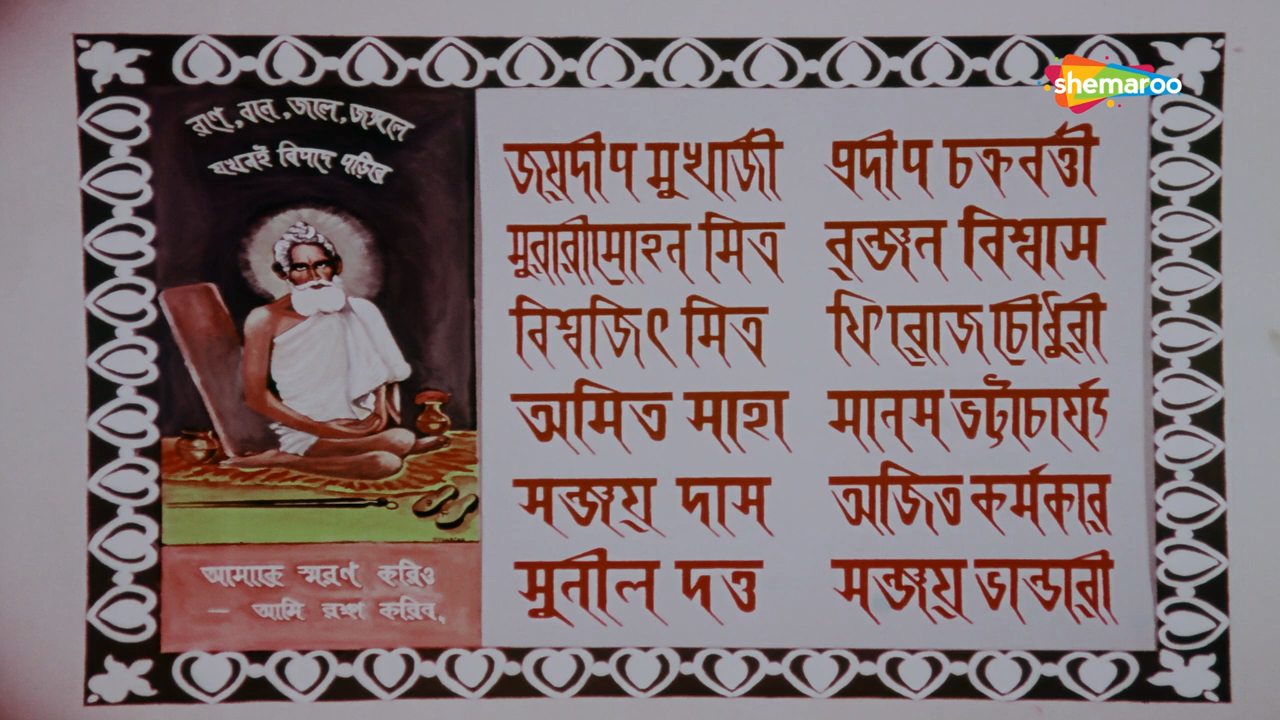 shemaroo
রণে, বনে, জলে, জঙ্গলে
যখনই বিপদে পড়িবে
আমাকে স্মরণ করিও
— আমি রক্ষা করিব,
জয়দীপ মুখার্জী
মুরারীমোহন মিত্র
বিশ্বজিৎ মিত্র
অমিত সাহা
সঞ্জয় দাস
সুনীল দত্ত
প্রদীপ চক্রবর্ত্তী
রঞ্জন বিশ্বাস
ফিরোজ চৌধুরী
মানস ভট্টাচার্য্য
অজিত কর্মকার
সঞ্জয় ভান্ডারী